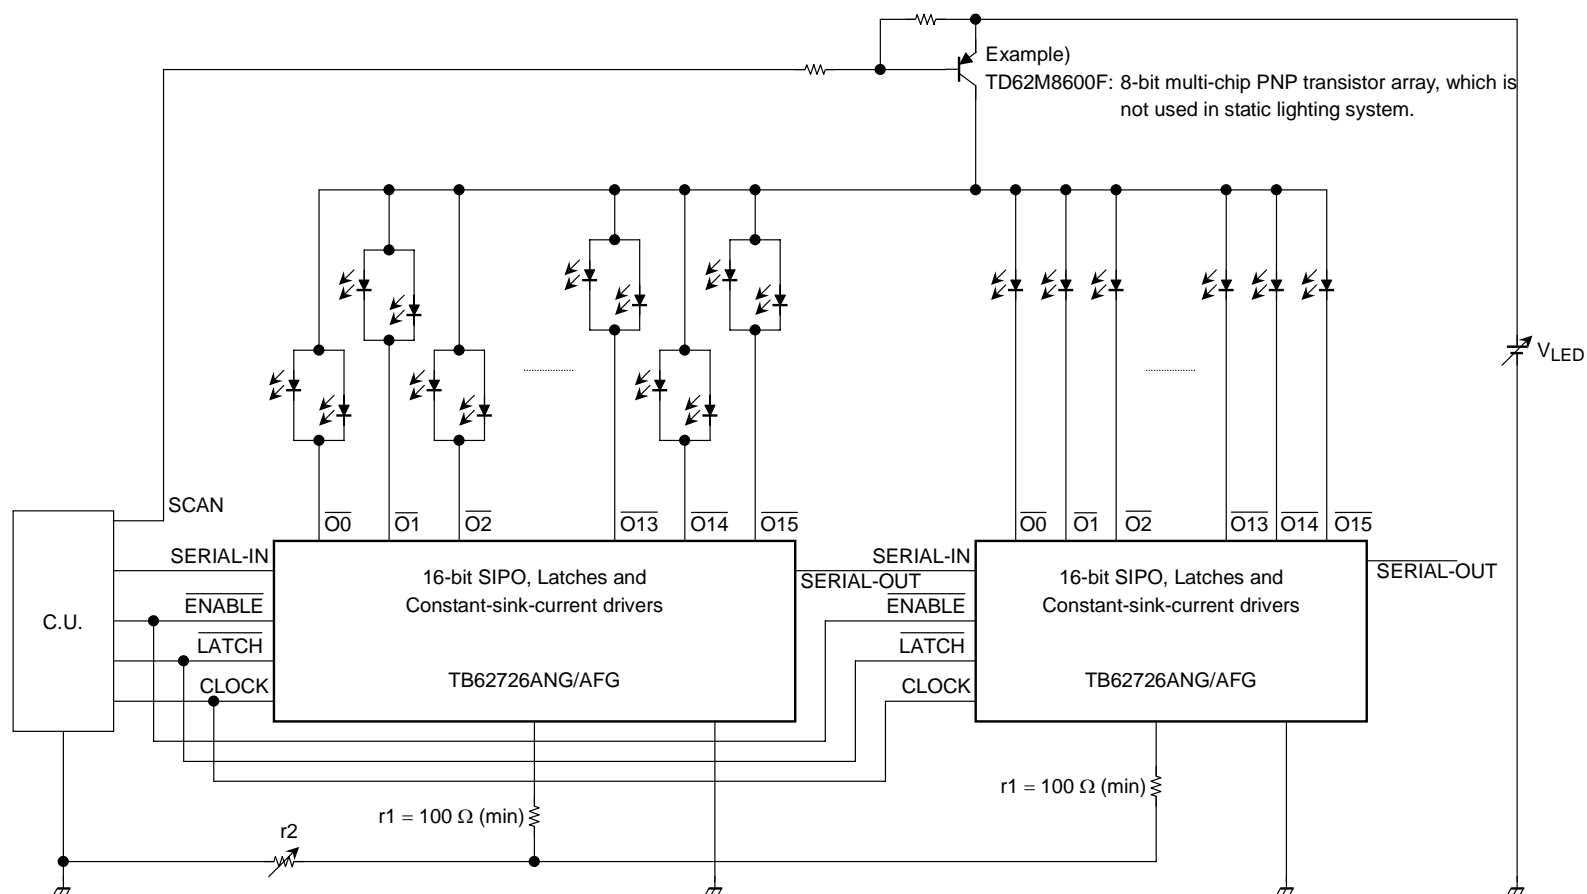 Example)
TD62M8600F: 8-bit multi-chip PNP transistor array, which is
not used in static lighting system.
VLED
SCAN
O0 O1 O2 O13 O14 O15
O0 O1 O2 O13 O14 O15
C.U.
SERIAL-IN
ENABLE
LATCH
CLOCK
16-bit SIPO, Latches and
Constant-sink-current drivers
TB62726ANG/AFG
SERIAL-OUT
SERIAL-IN
ENABLE
LATCH
CLOCK
16-bit SIPO, Latches and
Constant-sink-current drivers
TB62726ANG/AFG
SERIAL-OUT
r1 = 100 Ω (min)
r1 = 100 Ω (min)
r2